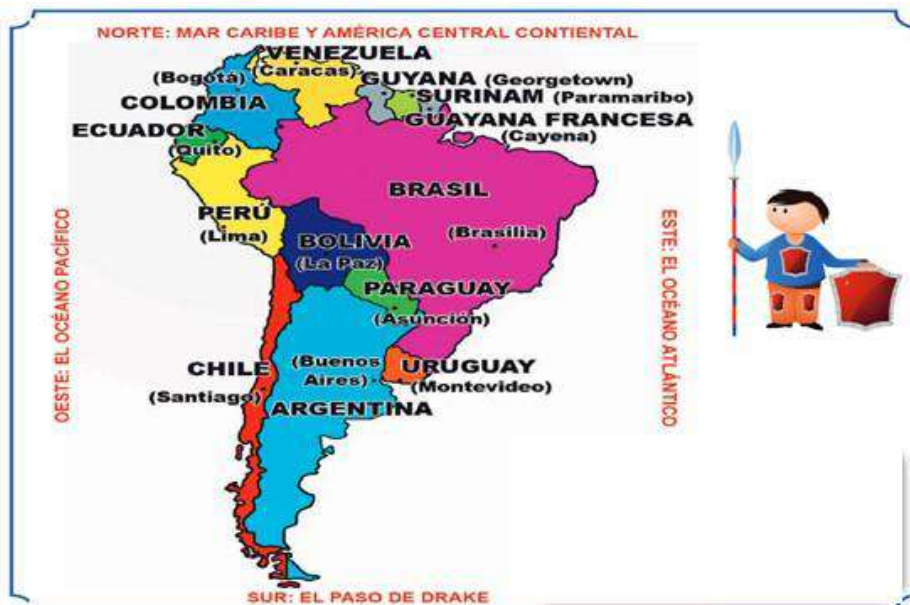 NORTE: MAR CARIBE Y AMÉRICA CENTRAL CONTIENTAL
VENEZUELA
(Caracas)
(Bogotá)
COLOMBIA
GUYANA (Georgetown)
SURINAM (Paramaribo)
GUAYANA FRANCESA
(Cayena)
ECUADOR
(Quito)
BRASIL
(Brasilia)
PERÚ
(Lima)
BOLIVIA
(La Paz)
PARAGUAY
(Asunción)
CHILE
(Santiago)
(Buenos
Aires)
URUGUAY
(Montevideo)
ARGENTINA
OESTE: EL OCÉANO PACÍFICO
ESTE: EL OCÉANO ATLÁNTICO
SUR: EL PASO DE DRAKE